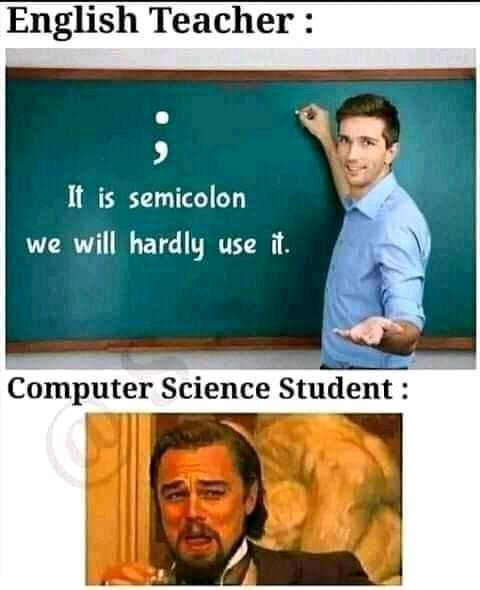 English Teacher :
;
It is semicolon
we will hardly use it.
Computer Science Student :